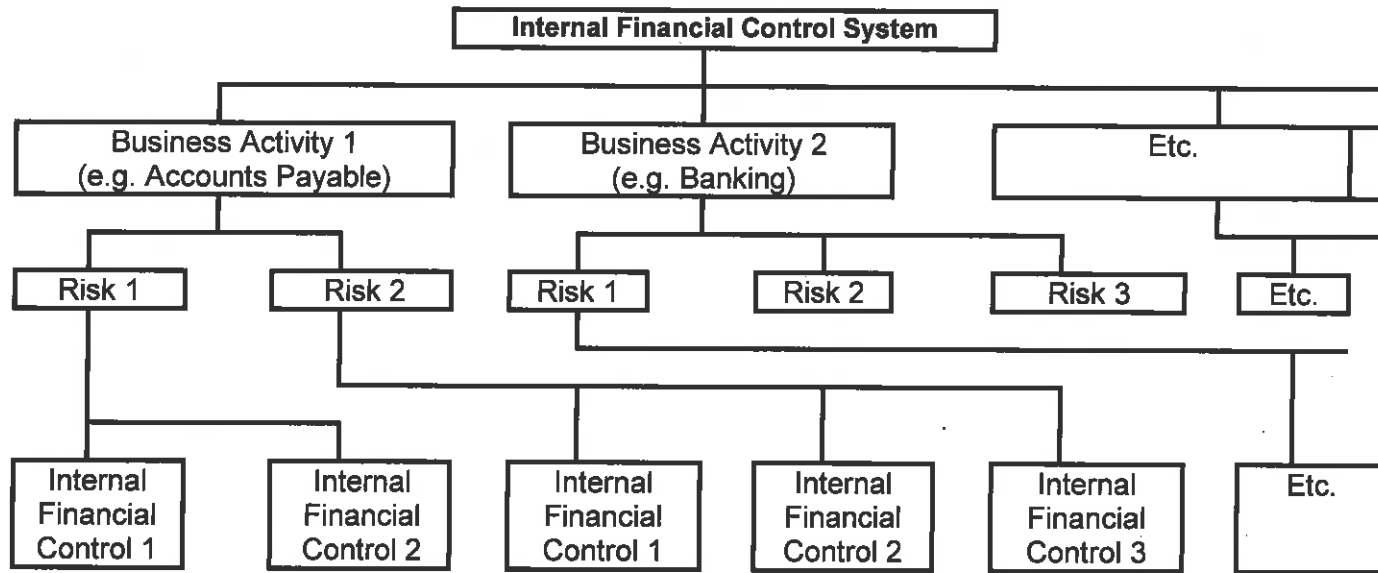 Internal Financial Control System
Business Activity 1
(e.g. Accounts Payable)
Business Activity 2
(e.g. Banking)
Etc.
Risk 1
Risk 2
Risk 1
Risk 2
Risk 3
Etc.
Internal
Financial
Control 1
Internal
Financial
Control 2
Internal
Financial
Control 1
Internal
Financial
Control 2
Internal
Financial
Control 3
Etc.